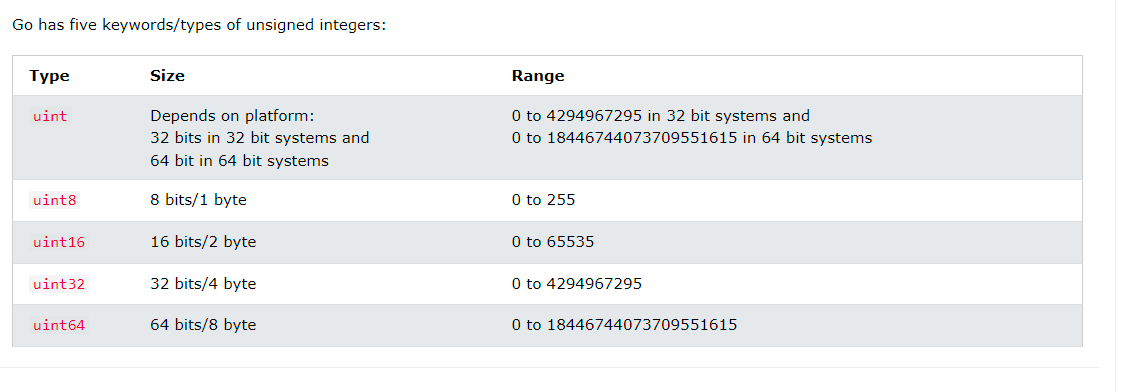 Go has five keywords/types of unsigned integers:
Type Size Range
uint Depends on platform: 0 to 4294967295 in 32 bit systems and
32 bits in 32 bit systems and 0 to 18446744073709551615 in 64 bit systems
64 bit in 64 bit systems
uint8 8 bits/1 byte 0 to 255
uint16 16 bits/2 byte 0 to 65535
uint32 32 bits/4 byte 0 to 4294967295
uint64 64 bits/8 byte 0 to 18446744073709551615